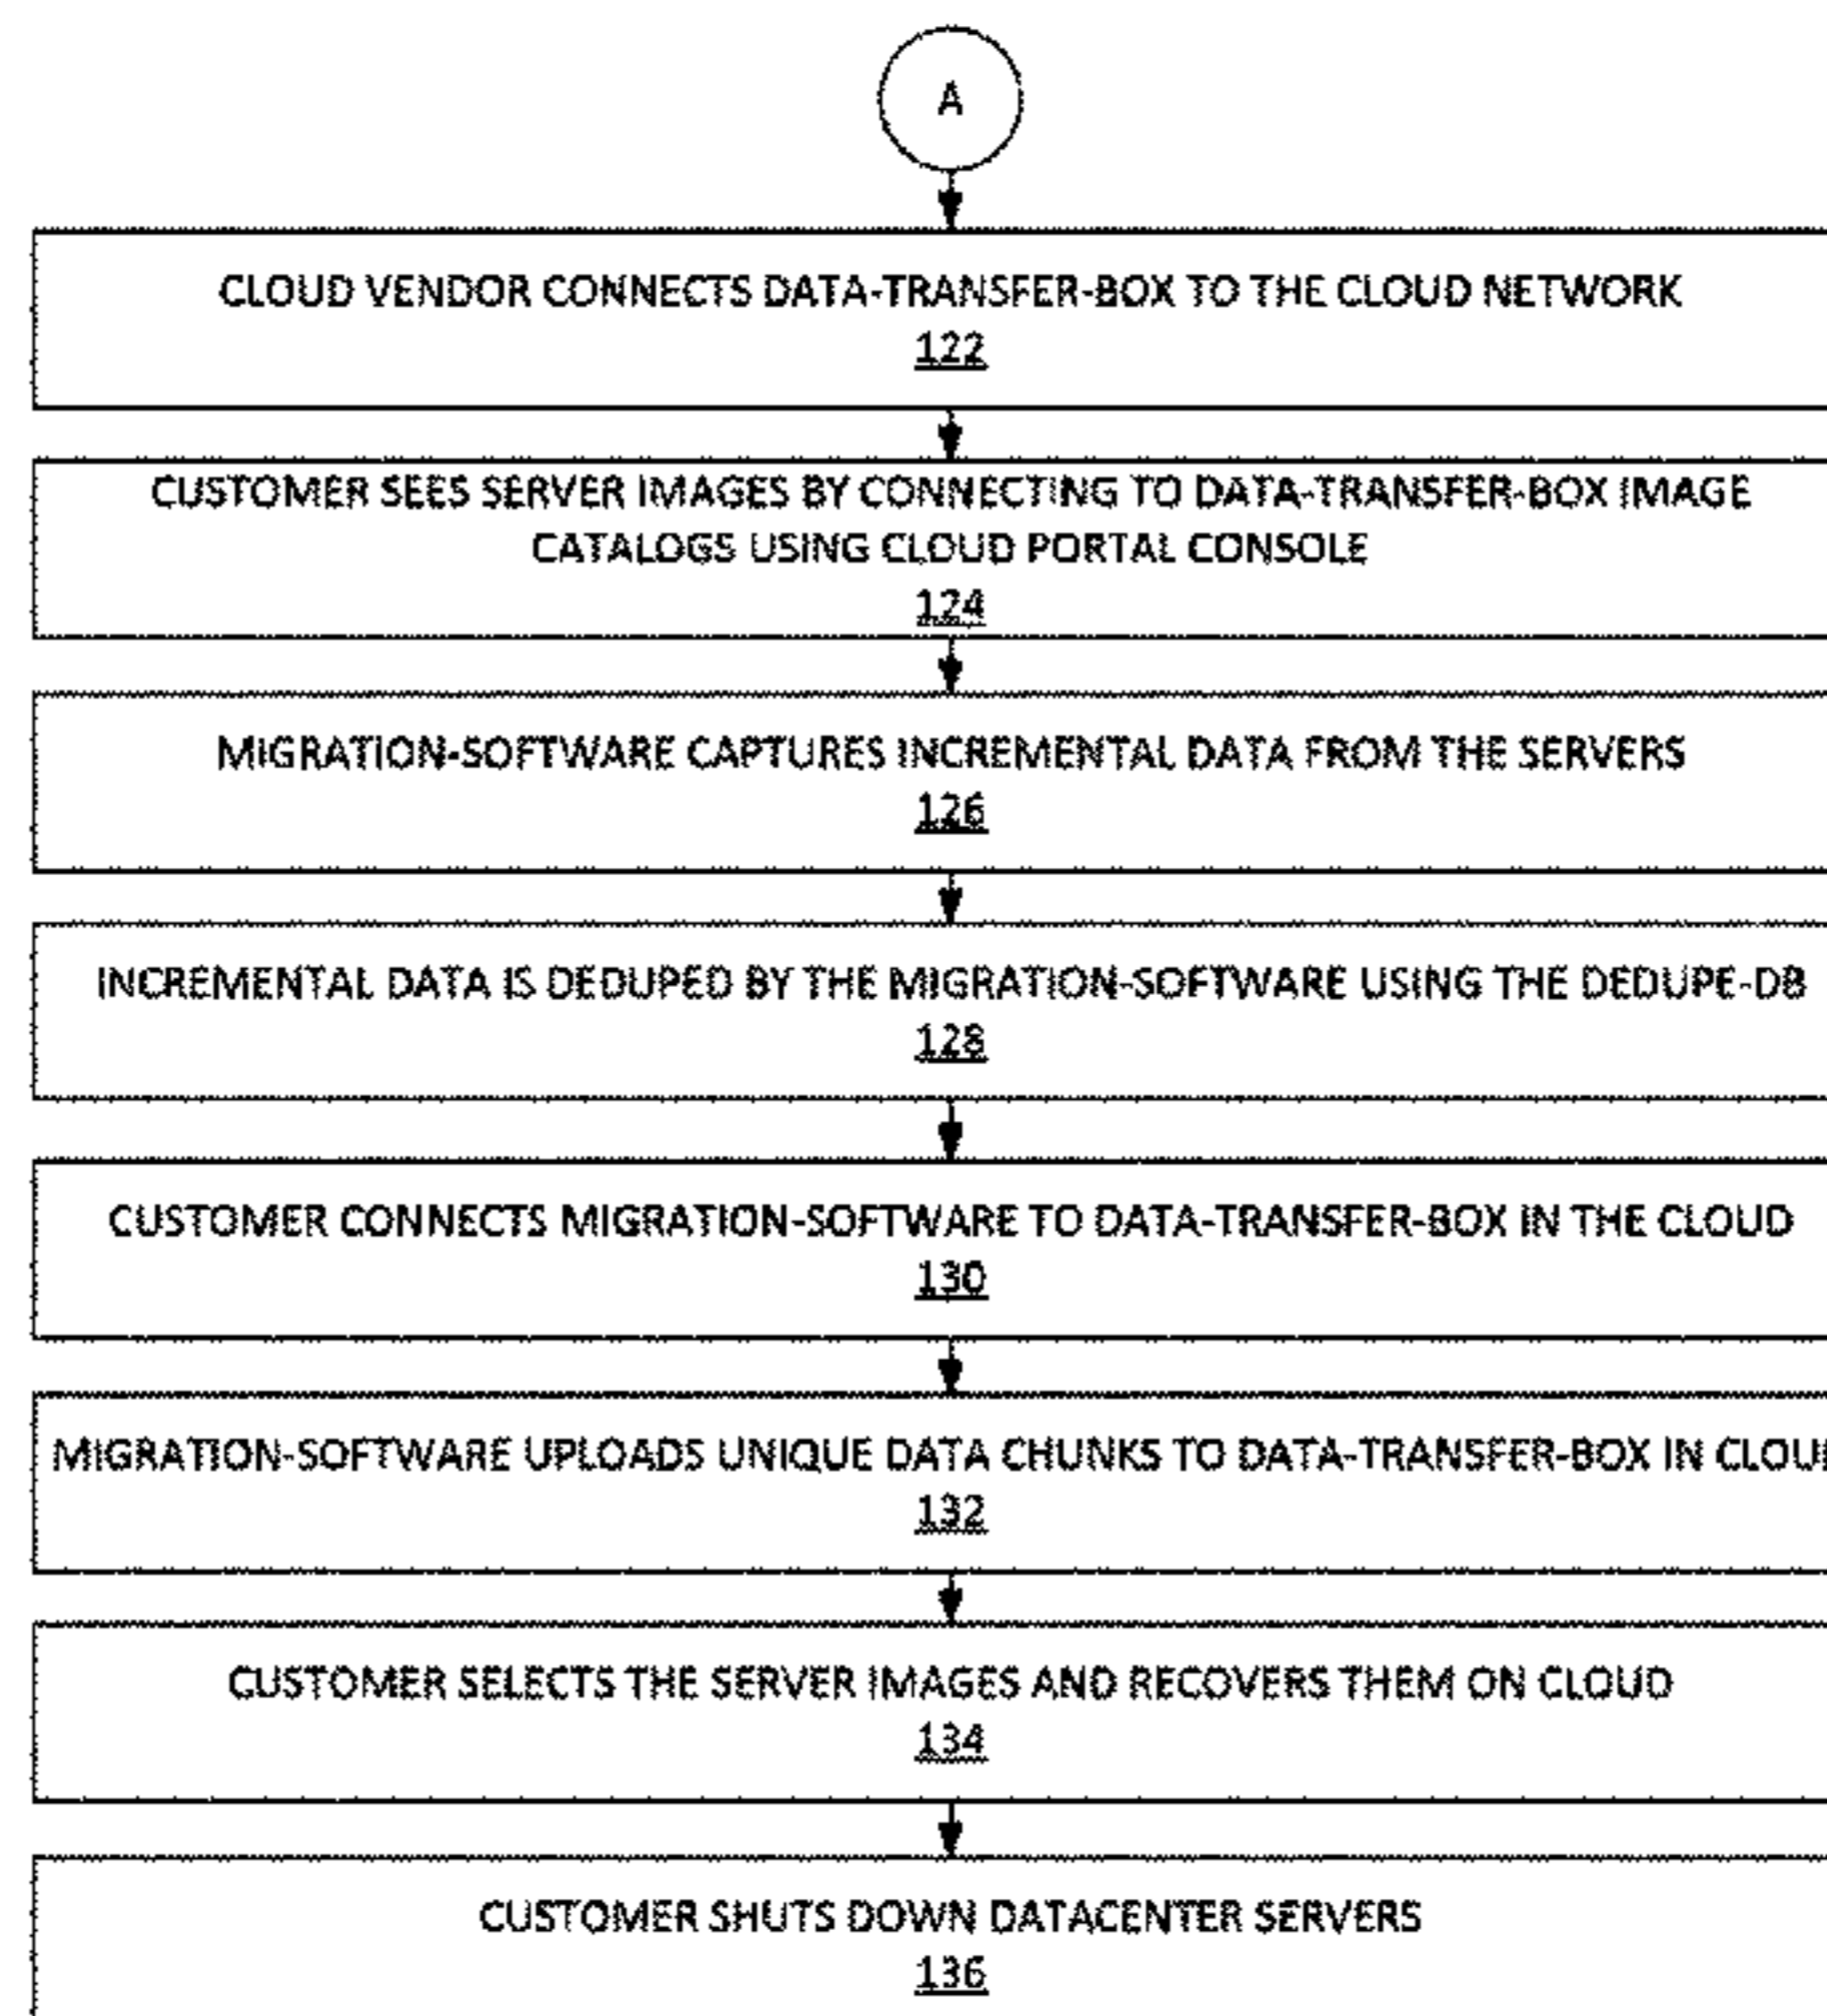 A
CLOUD VENDOR CONNECTS DATA-TRANSFER-BOX TO THE CLOUD NETWORK
122
CUSTOMER SEES SERVER IMAGES BY CONNECTING TO DATA-TRANSFER-BOX IMAGE
CATALOGS USING CLOUD PORTAL CONSOLE
124
MIGRATION-SOFTWARE CAPTURES INCREMENTAL DATA FROM THE SERVERS
126
INCREMENTAL DATA IS DEDUPED BY THE MIGRATION-SOFTWARE USING THE DEDUPE-DB
128
CUSTOMER CONNECTS MIGRATION-SOFTWARE TO DATA-TRANSFER-BOX IN THE CLOUD
130
MIGRATION-SOFTWARE UPLOADS UNIQUE DATA CHUNKS TO DATA-TRANSFER-BOX IN CLOUD
132
CUSTOMER SELECTS THE SERVER IMAGES AND RECOVERS THEM ON CLOUD
134
CUSTOMER SHUTS DOWN DATACENTER SERVERS
136